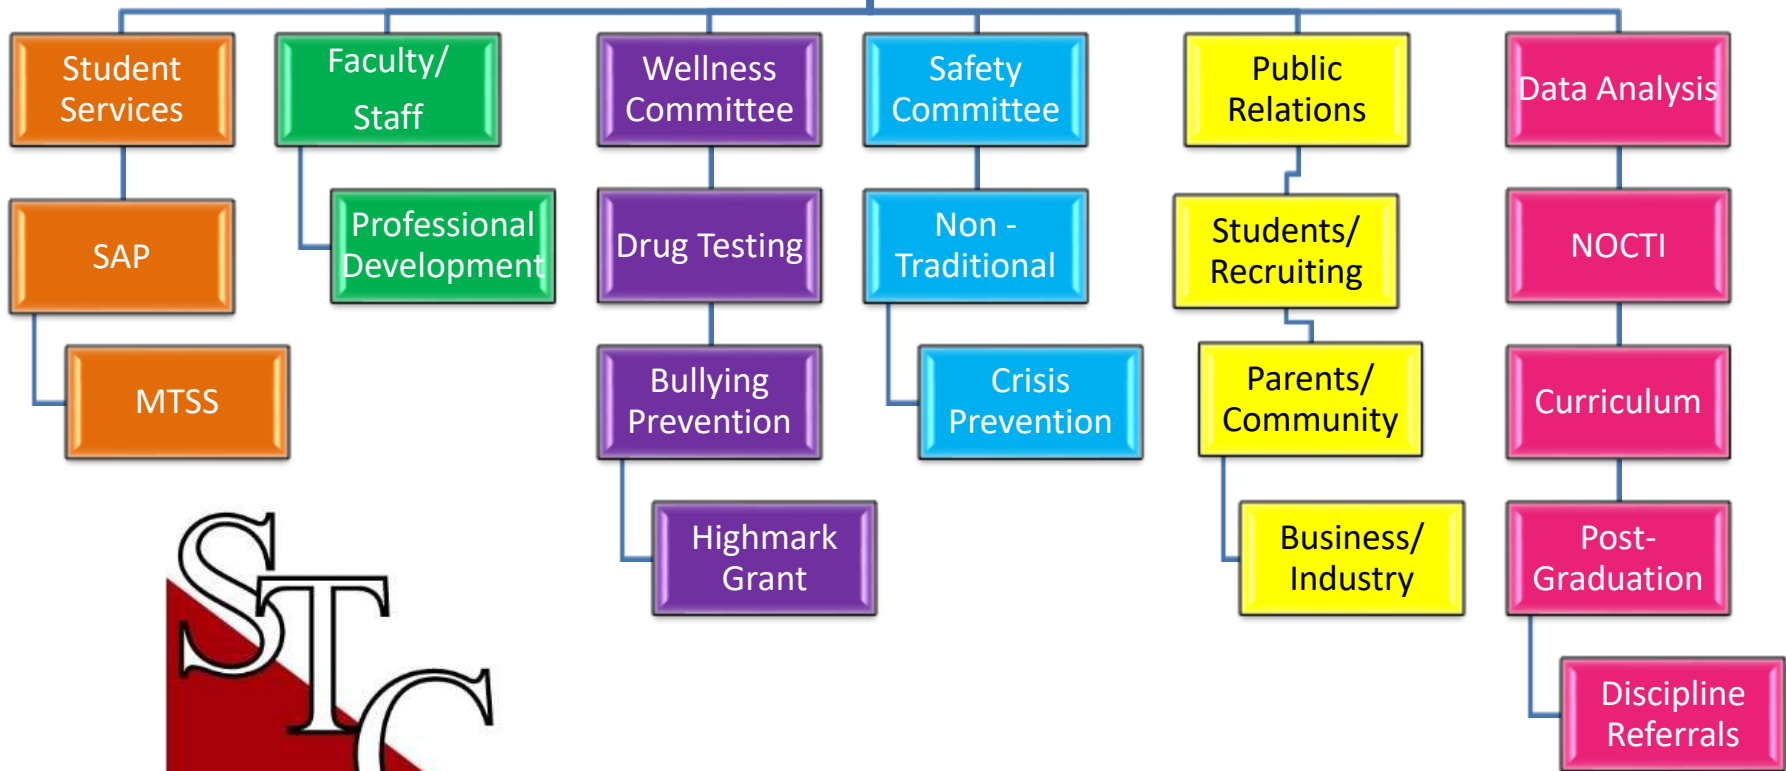 Student
Services
Faculty/
Staff
Wellness
Committee
Safety
Committee
Public
Relations
Data Analysis
SAP
Professional
Development
Drug Testing
Non -
Traditional
Students/
Recruiting
NOCTI
MTSS
Bullying
Prevention
Crisis
Prevention
Parents/
Community
Curriculum
Highmark
Grant
Business/
Industry
Post-
Graduation
Discipline
Referrals
STC